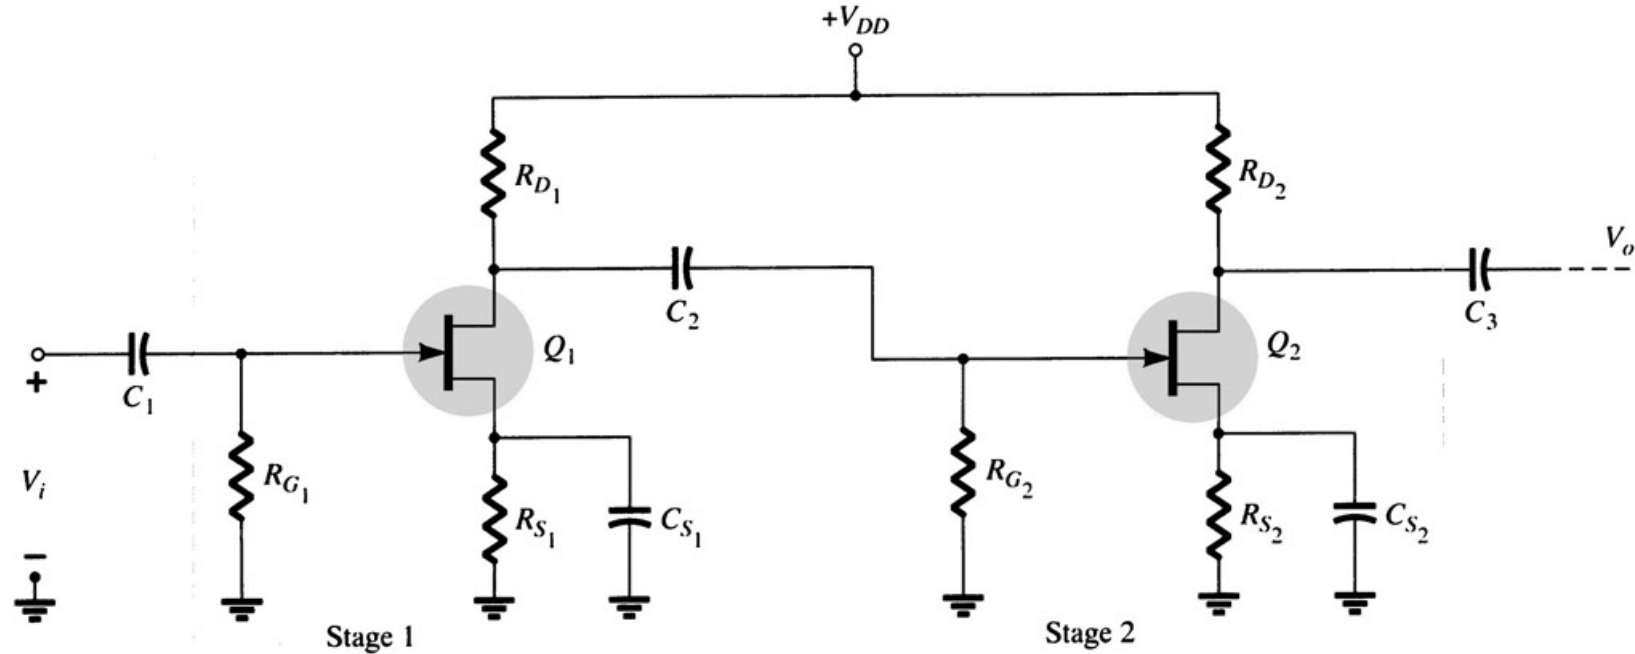 +V_DD
R_D1
R_D2
V_o
C_2
C_3
Q_1
Q_2
+
C_1
V_i
R_G1
R_S1
C_S1
R_G2
R_S2
C_S2
−
Stage 1
Stage 2